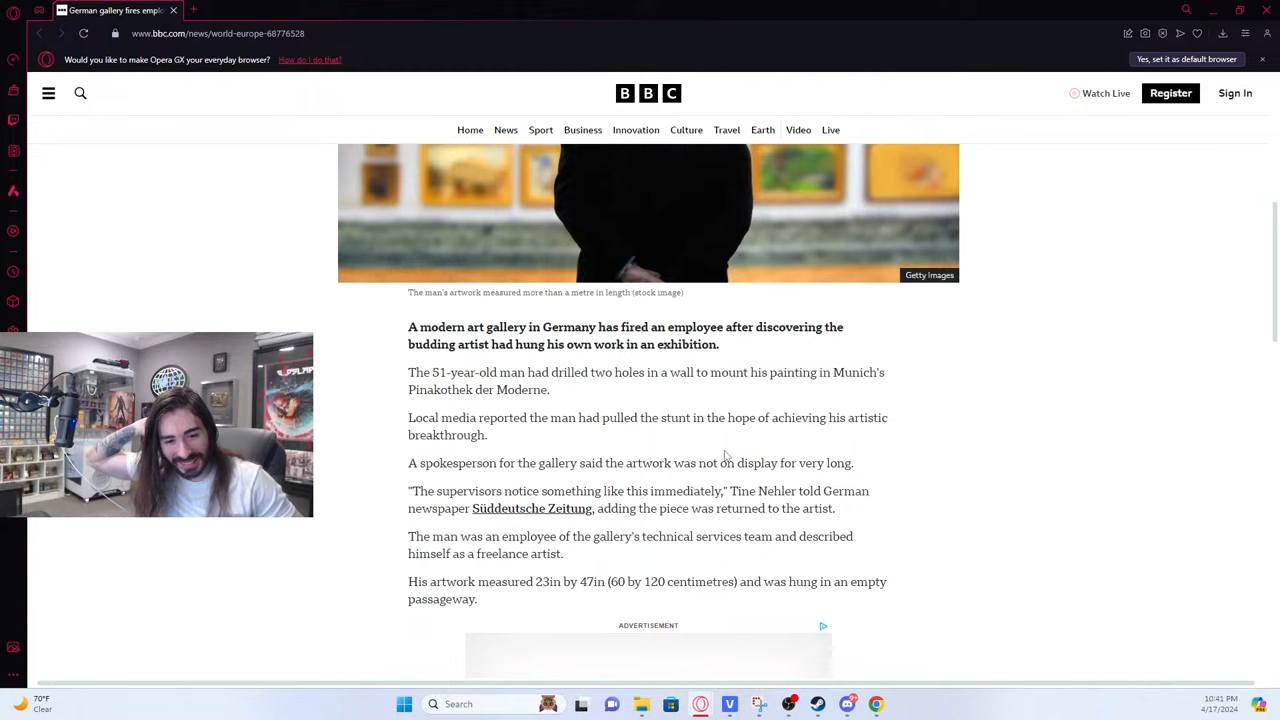 German gallery fires emplo
www.bbc.com/news/world-europe-68776528
Would you like to make Opera GX your everyday browser? How do I do that?
Yes, set it as default browser
BBC
Watch Live
Register
Sign In
Home News Sport Business Innovation Culture Travel Earth Video Live
Getty Images
The man's artwork measured more than a metre in length (stock image)
A modern art gallery in Germany has fired an employee after discovering the
budding artist had hung his own work in an exhibition.
The 51-year-old man had drilled two holes in a wall to mount his painting in Munich's
Pinakothek der Moderne.
Local media reported the man had pulled the stunt in the hope of achieving his artistic
breakthrough.
A spokesperson for the gallery said the artwork was not on display for very long.
"The supervisors notice something like this immediately," Tine Nehler told German
newspaper Süddeutsche Zeitung, adding the piece was returned to the artist.
The man was an employee of the gallery's technical services team and described
himself as a freelance artist.
His artwork measured 23in by 47in (60 by 120 centimetres) and was hung in an empty
passageway.
ADVERTISEMENT
70°F
Clear
Search
10:41 PM
4/17/2024